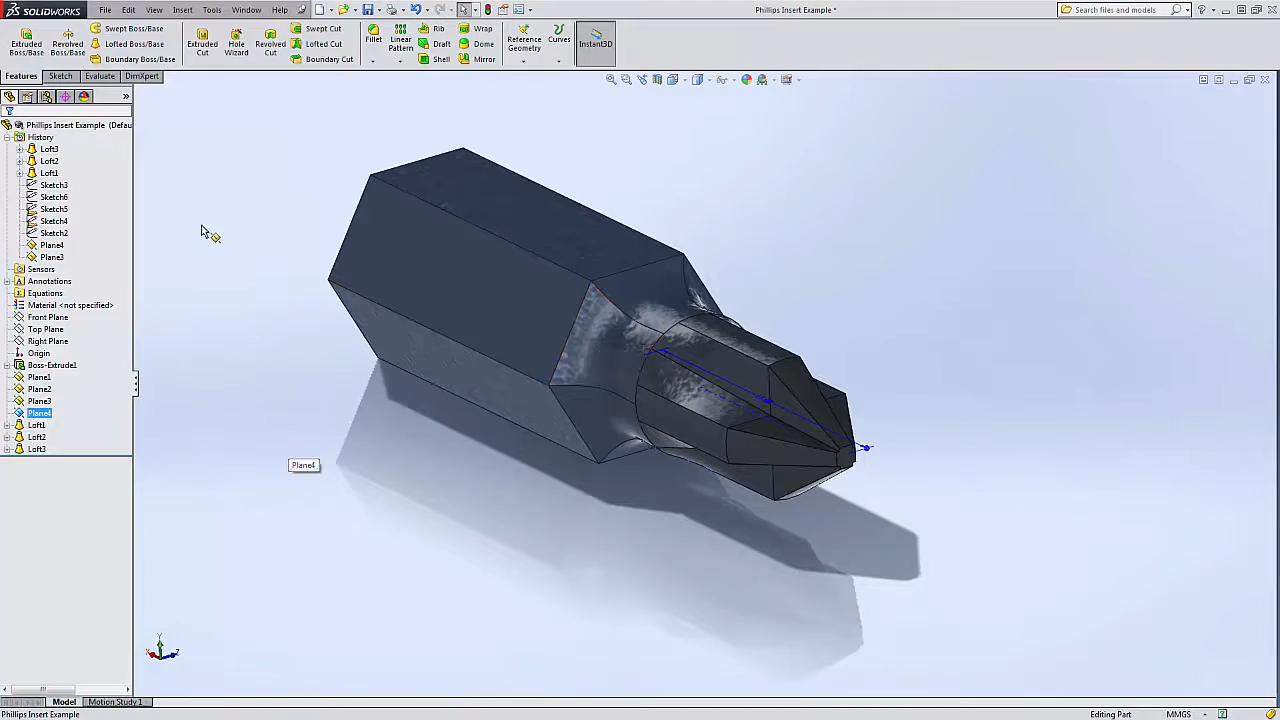 SOLIDWORKS File Edit View Insert Tools Window Help Phillips Insert Example * Search files and models
Extruded Boss/Base
Revolved Boss/Base
Swept Boss/Base
Lofted Boss/Base
Boundary Boss/Base
Extruded Cut
Hole Wizard
Revolved Cut
Swept Cut
Lofted Cut
Boundary Cut
Fillet
Linear Pattern
Rib
Draft
Shell
Wrap
Dome
Mirror
Reference Geometry
Curves
Instant3D
Features Sketch Evaluate DimXpert
Phillips Insert Example (Defau
History
Loft3
Loft2
Loft1
Sketch3
Sketch6
Sketch5
Sketch4
Sketch2
Plane4
Plane3
Sensors
Annotations
Equations
Material <not specified>
Front Plane
Top Plane
Right Plane
Origin
Boss-Extrude1
Plane1
Plane2
Plane3
Plane4
Loft1
Loft2
Loft3
Plane4
Y
X Z
Model Motion Study 1
Phillips Insert Example Editing Part MMGS